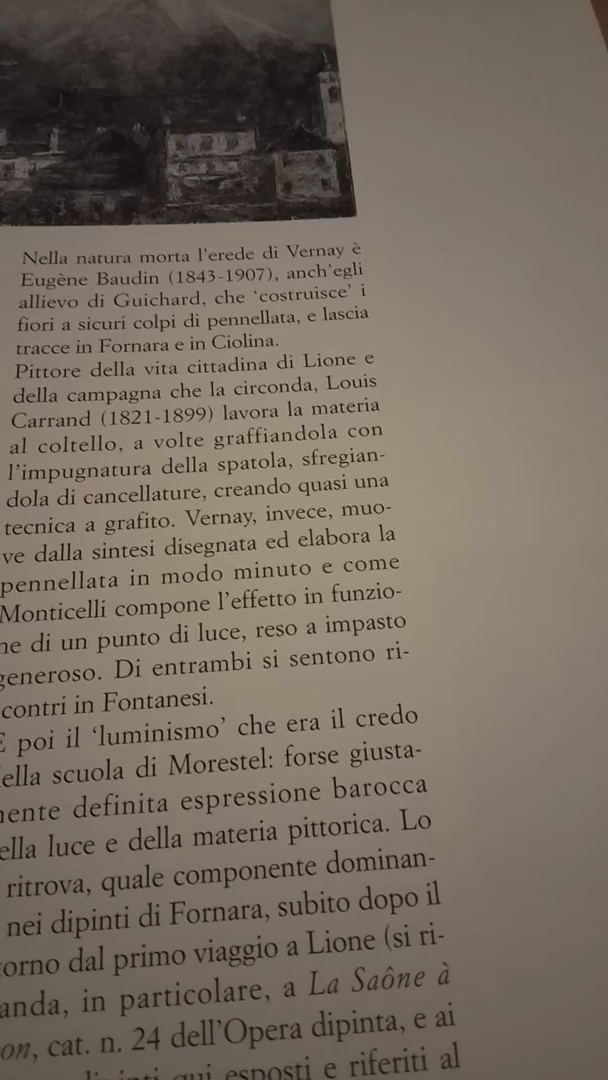 Nella natura morta l'erede di Vernay è
Eugène Baudin (1843-1907), anch'egli
allievo di Guichard, che 'costruisce' i
fiori a sicuri colpi di pennellata, e lascia
tracce in Fornara e in Ciolina.
Pittore della vita cittadina di Lione e
della campagna che la circonda, Louis
Carrand (1821-1899) lavora la materia
al coltello, a volte graffiandola con
l'impugnatura della spatola, sfregian-
dola di cancellature, creando quasi una
tecnica a grafito. Vernay, invece, muo-
ve dalla sintesi disegnata ed elabora la
pennellata in modo minuto e come
Monticelli compone l'effetto in funzio-
ne di un punto di luce, reso a impasto
generoso. Di entrambi si sentono ri-
contri in Fontanesi.
E poi il 'luminismo' che era il credo
ella scuola di Morestel: forse giusta-
mente definita espressione barocca
ella luce e della materia pittorica. Lo
ritrova, quale componente dominan-
nei dipinti di Fornara, subito dopo il
torno dal primo viaggio a Lione (si ri-
anda, in particolare, a La Saône à
on, cat. n. 24 dell'Opera dipinta, e ai
qui esposti e riferiti al